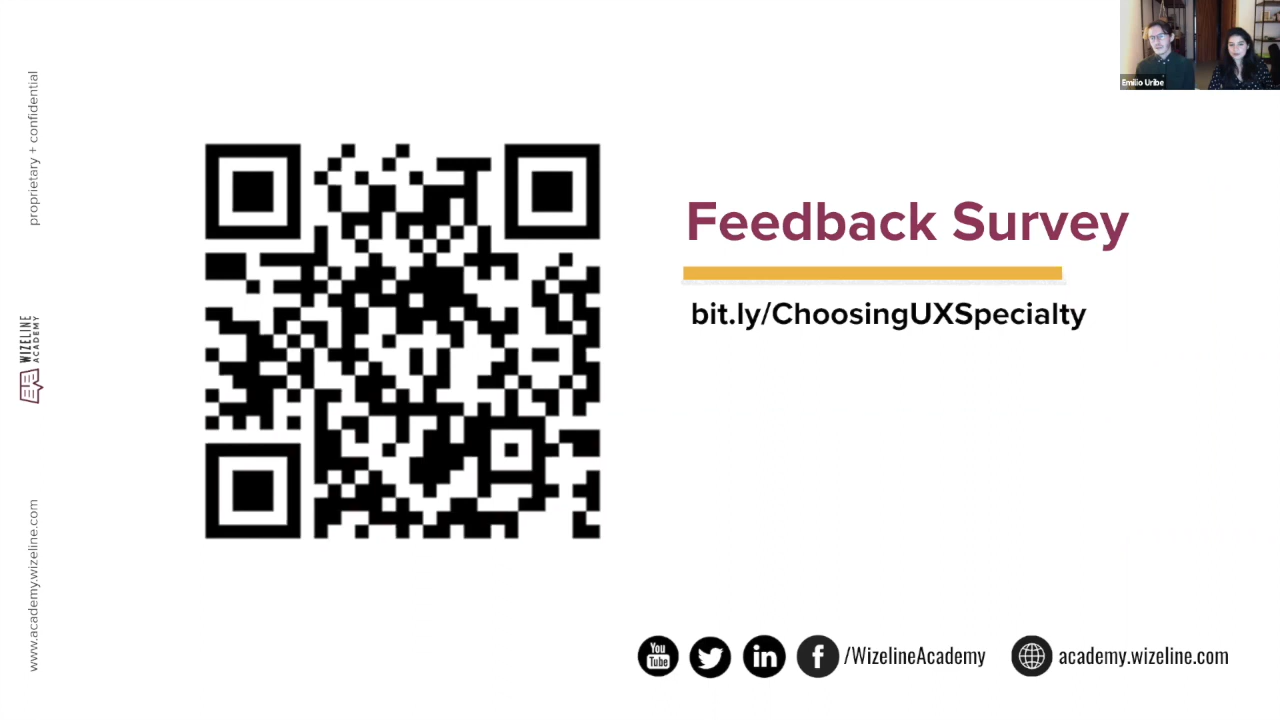 Emilio Uribe
proprietary + confidential
WIZELINE
ACADEMY
www.academy.wizeline.com
Feedback Survey
bit.ly/ChoosingUXSpecialty
You
Tube
in
f
/WizelineAcademy
academy.wizeline.com